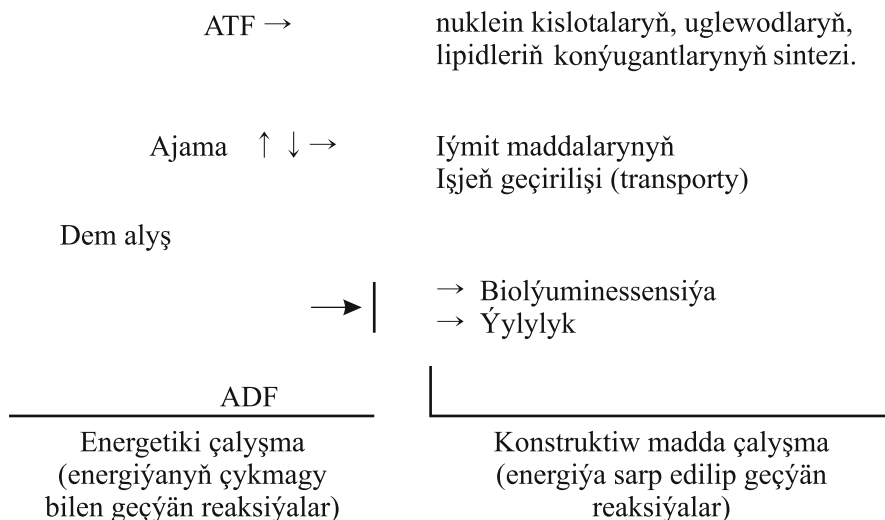 ATF → nuklein kislotalaryň, uglewodlaryň,
lipidleriň konýugantlarynyň sintezi.
Ajama ↑ ↓ → Iýmit maddalarynyň
Işjeň geçirilişi (transporty)
Dem alyş
→ Biolýuminessensiýa
→ Ýylylyk
ADF
Energetiki çalyşma
(energiýanyň çykmagy
bilen geçýän reaksiýalar)
Konstruktiw madda çalyşma
(energiýa sarp edilip geçýän
reaksiýalar)